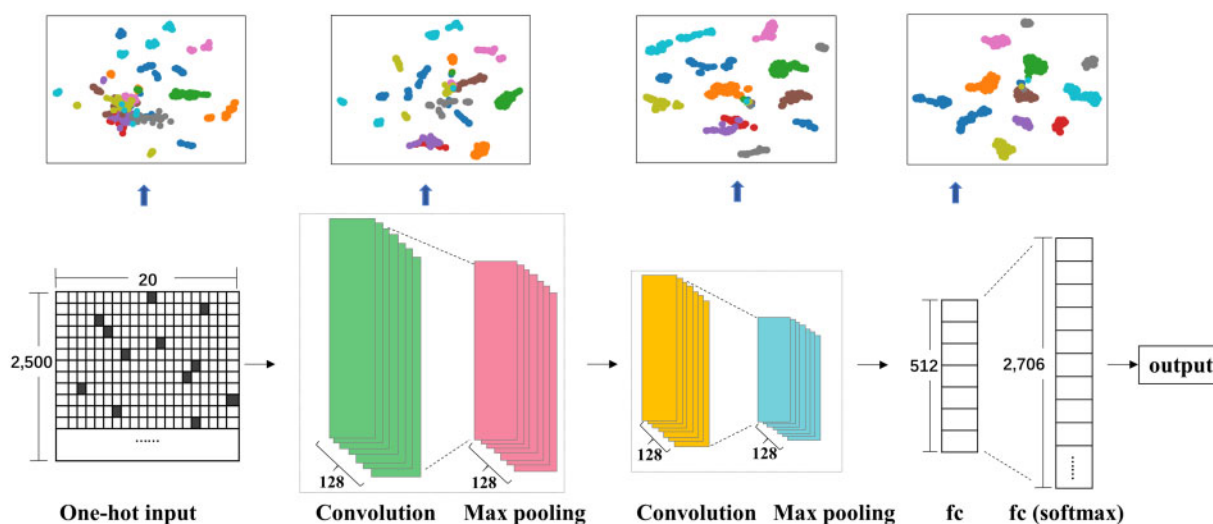 20
2,500
......
One-hot input
128
Convolution
128
Max pooling
128
Convolution
128
Max pooling
512
fc
2,706
......
fc (softmax)
output